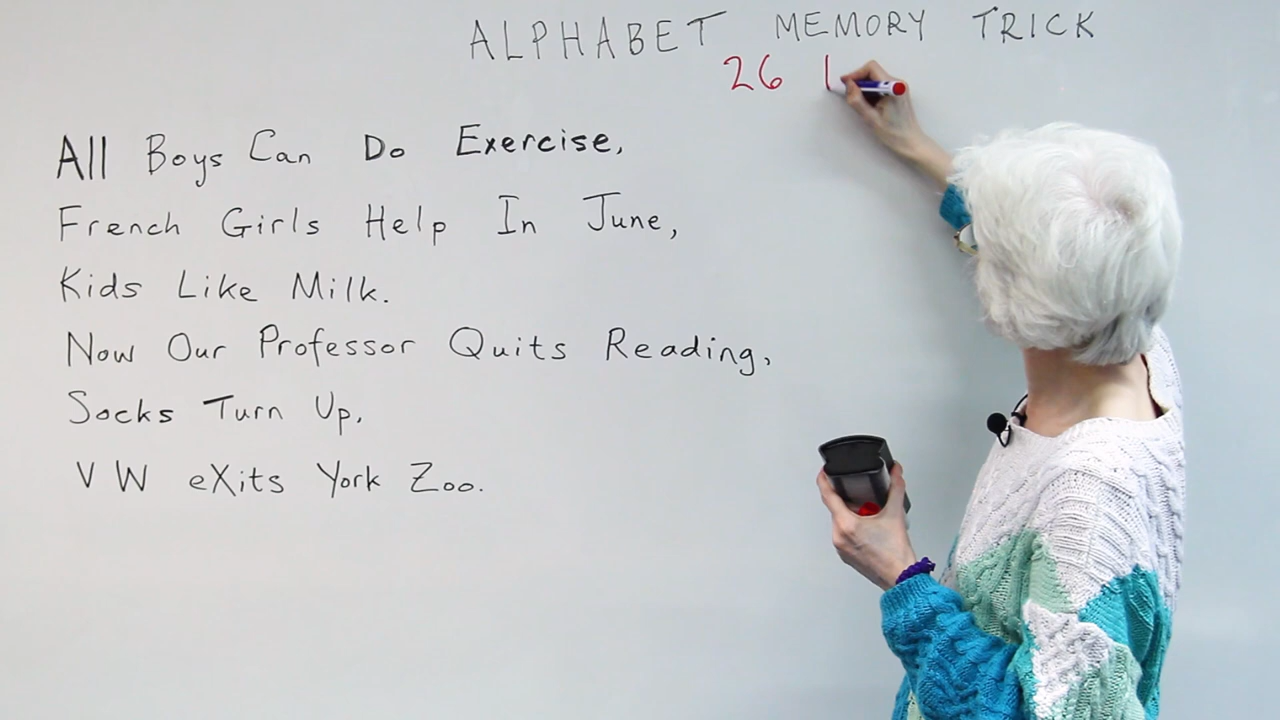 ALPHABET MEMORY TRICK
26
All Boys Can Do Exercise,
French Girls Help In June,
Kids Like Milk.
Now Our Professor Quits Reading,
Socks Turn Up,
V W eXits York Zoo.